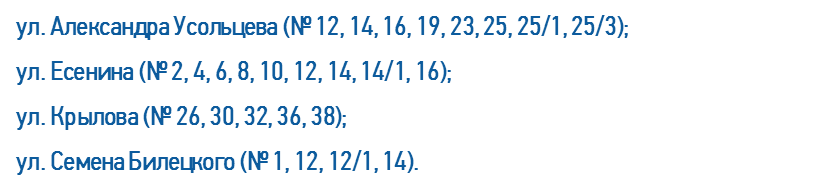 ул. Александра Усольцева (№ 12, 14, 16, 19, 23, 25, 25/1, 25/3);
ул. Есенина (№ 2, 4, 6, 8, 10, 12, 14, 14/1, 16);
ул. Крылова (№ 26, 30, 32, 36, 38);
ул. Семена Билецкого (№ 1, 12, 12/1, 14).